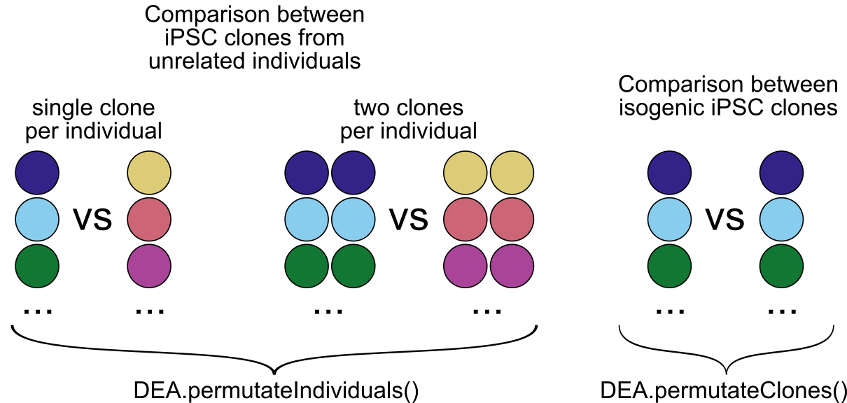 Comparison between
iPSC clones from
unrelated individuals
single clone
per individual
two clones
per individual
Comparison between
isogenic iPSC clones
vs
vs
vs
... ... ... ... ... ...
DEA.permutateIndividuals()
DEA.permutateClones()